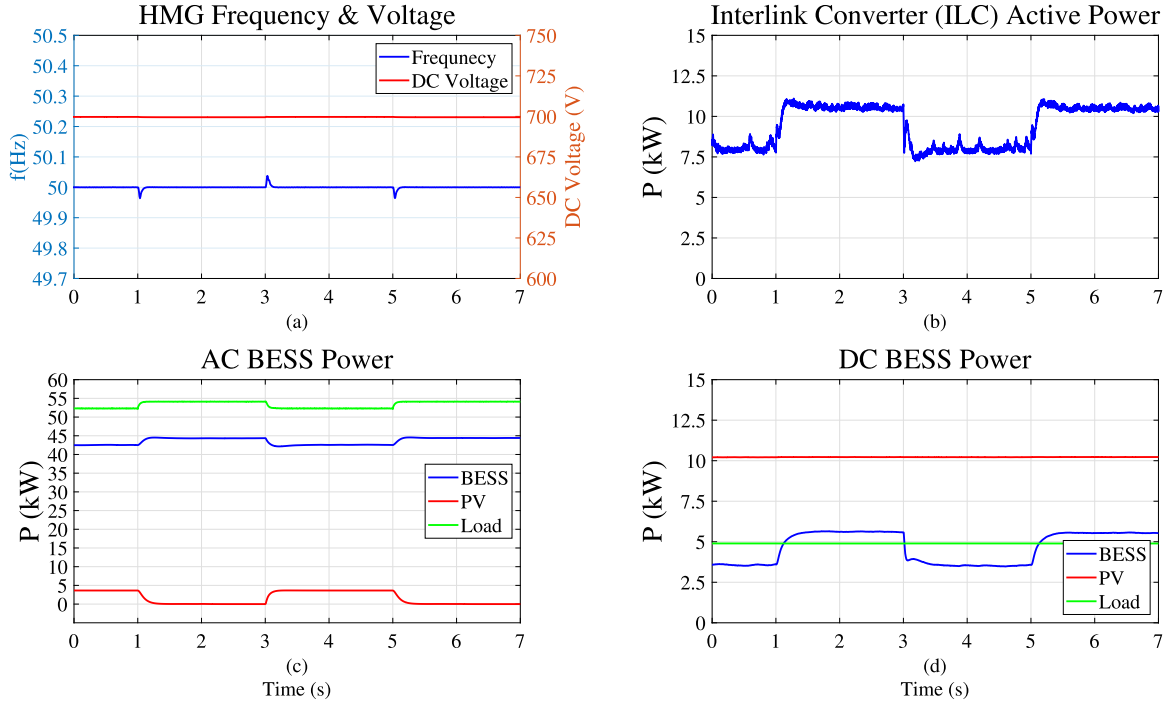 HMG Frequency & Voltage
50.5
50.4
50.3
50.2
50.1
50
49.9
49.8
49.7
f(Hz)
750
725
700
675
650
625
600
DC Voltage (V)
Frequnecy
DC Voltage
0 1 2 3 4 5 6 7
(a)
Interlink Converter (ILC) Active Power
15
12.5
10
7.5
5
2.5
0
P (kW)
0 1 2 3 4 5 6 7
(b)
AC BESS Power
60
55
50
45
40
35
30
25
20
15
10
5
0
P (kW)
BESS
PV
Load
0 1 2 3 4 5 6 7
(c)
Time (s)
DC BESS Power
15
12.5
10
7.5
5
2.5
0
P (kW)
BESS
PV
Load
0 1 2 3 4 5 6 7
(d)
Time (s)